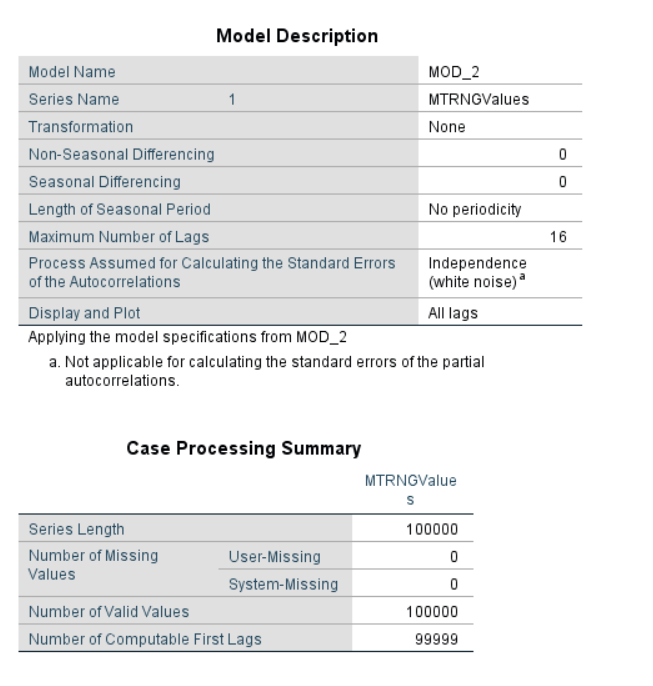 Model Description
Model Name MOD_2
Series Name 1 MTRNGValues
Transformation None
Non-Seasonal Differencing 0
Seasonal Differencing 0
Length of Seasonal Period No periodicity
Maximum Number of Lags 16
Process Assumed for Calculating the Standard Errors Independence
of the Autocorrelations (white noise)a
Display and Plot All lags
Applying the model specifications from MOD_2
a. Not applicable for calculating the standard errors of the partial
autocorrelations.
Case Processing Summary
MTRNGValue
s
Series Length 100000
Number of Missing User-Missing 0
Values
System-Missing 0
Number of Valid Values 100000
Number of Computable First Lags 99999